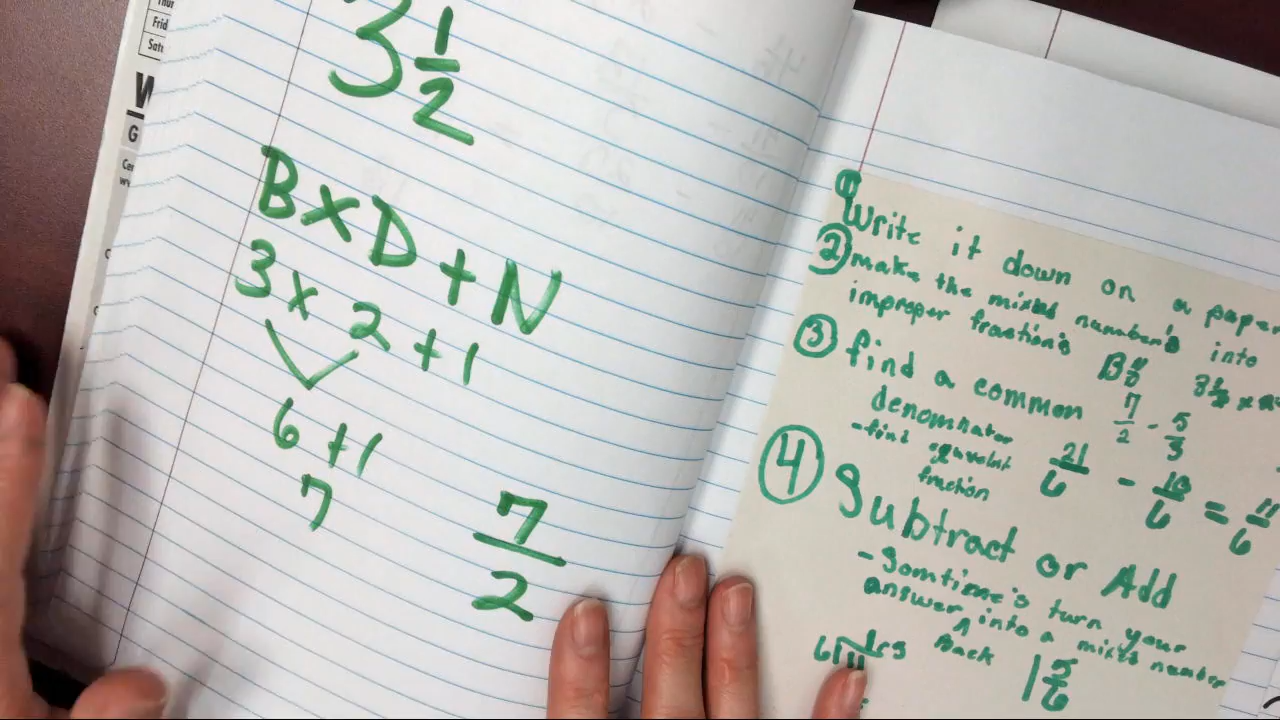 3 1/2
B x D + N
3 x 2 + 1
6 + 1
7
7/2
Thur
Frid
Satu
W
G
① Write it down on a paper
② make the mixed number's into
improper fraction's
③ find a common
denominator
7/2 - 5/3
-find equvalent
fraction
21/6 - 10/6 = 11/6
④ Subtract or Add
-Somtime's turn your
answer into a mixed number
Back
1 5/6